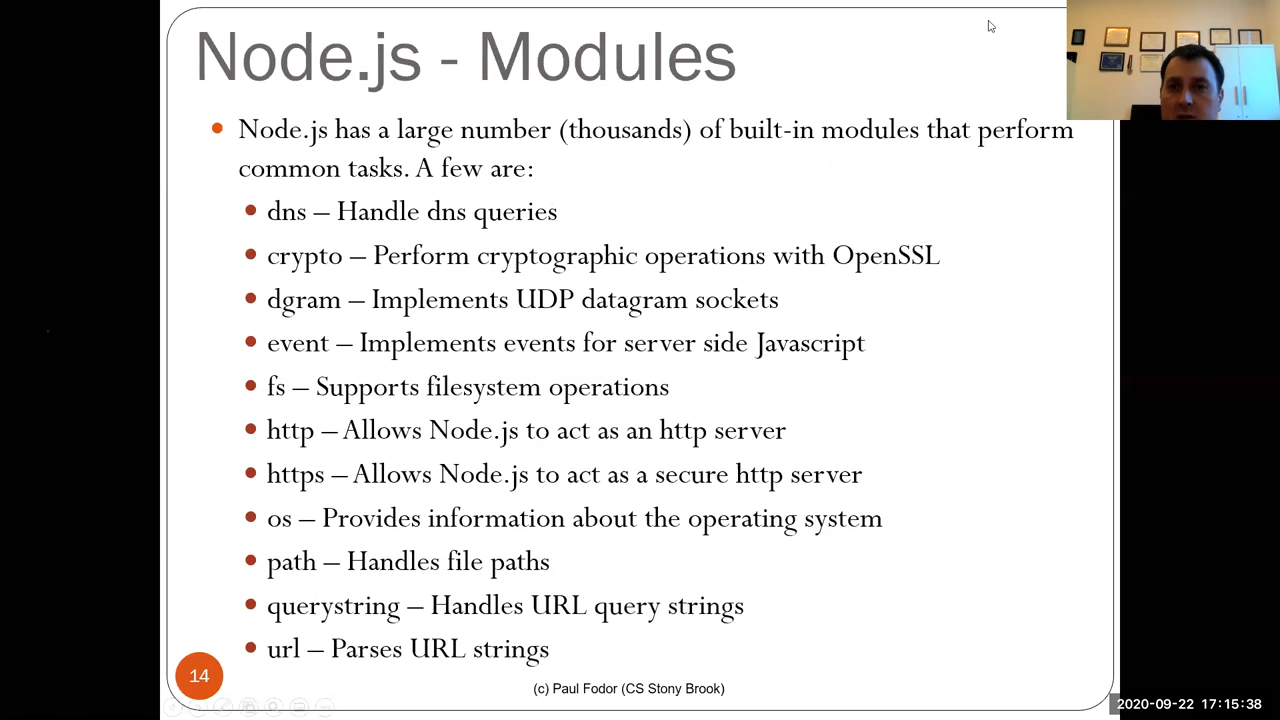 Node.js - Modules
Node.js has a large number (thousands) of built-in modules that perform
common tasks. A few are:
dns – Handle dns queries
crypto – Perform cryptographic operations with OpenSSL
dgram – Implements UDP datagram sockets
event – Implements events for server side Javascript
fs – Supports filesystem operations
http – Allows Node.js to act as an http server
https – Allows Node.js to act as a secure http server
os – Provides information about the operating system
path – Handles file paths
querystring – Handles URL query strings
url – Parses URL strings
14
(c) Paul Fodor (CS Stony Brook)
2020-09-22 17:15:38